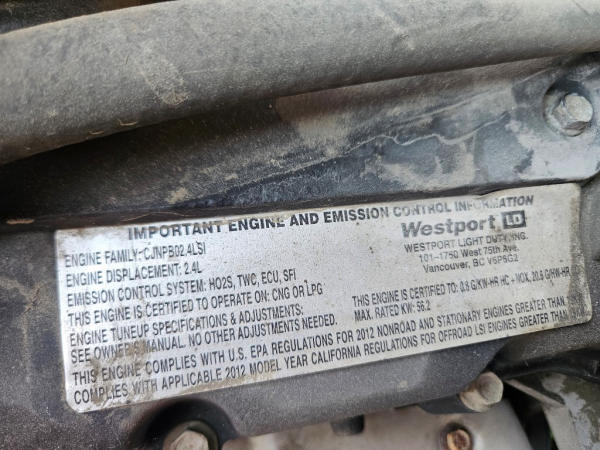 IMPORTANT ENGINE AND EMISSION CONTROL INFORMATION
Westport LD
WESTPORT LIGHT DUTY INC.
101-1750 West 75th Ave.
Vancouver, BC V6P6G2
ENGINE FAMILY: CJNPB02.4LSI
ENGINE DISPLACEMENT: 2.4L
EMISSION CONTROL SYSTEM: HO2S, TWC, ECU, SFI
THIS ENGINE IS CERTIFIED TO OPERATE ON: CNG or LPG
ENGINE TUNEUP SPECIFICATIONS & ADJUSTMENTS:
SEE OWNERS MANUAL. NO OTHER ADJUSTMENTS NEEDED.
THIS ENGINE IS CERTIFIED TO: 0.8 G/KW-HR HC + NOX, 20.6 G/KW-HR
MAX. RATED KW: 56.2
THIS ENGINE COMPLIES WITH U.S. EPA REGULATIONS FOR 2012 NONROAD AND STATIONARY ENGINES GREATER THAN
COMPLIES WITH APPLICABLE 2012 MODEL YEAR CALIFORNIA REGULATIONS FOR OFFROAD LSI ENGINES GREATER THAN